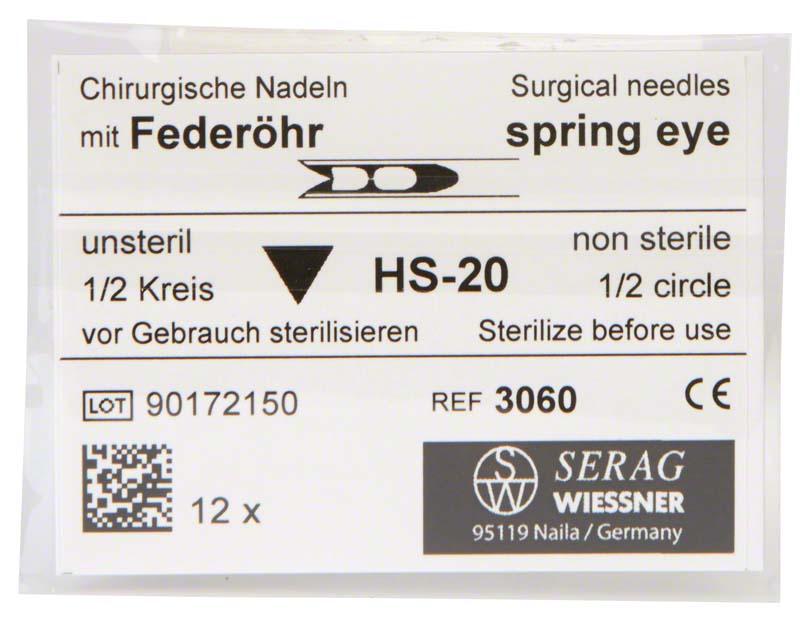 Chirurgische Nadeln
mit Federöhr
Surgical needles
spring eye
unsteril
1/2 Kreis
vor Gebrauch sterilisieren
HS-20
non sterile
1/2 circle
Sterilize before use
LOT 90172150
REF 3060
CE
12 x
SW
SERAG
WIESSNER
95119 Naila / Germany